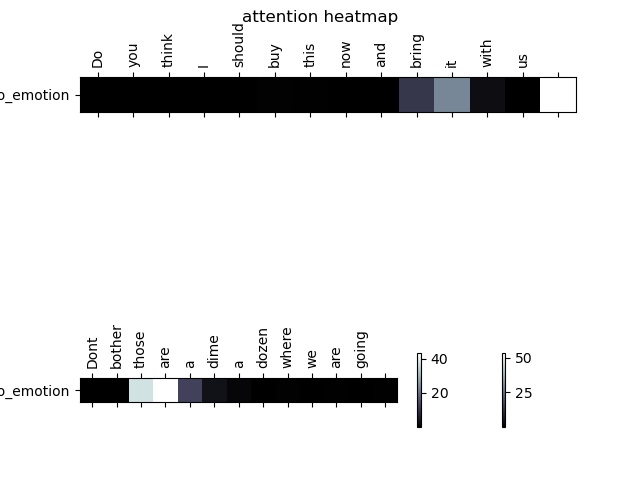 attention heatmap
Do you think I should buy this now and bring it with us
o_emotion
Dont bother those are a dime a dozen where we are going
o_emotion
40
20
50
25